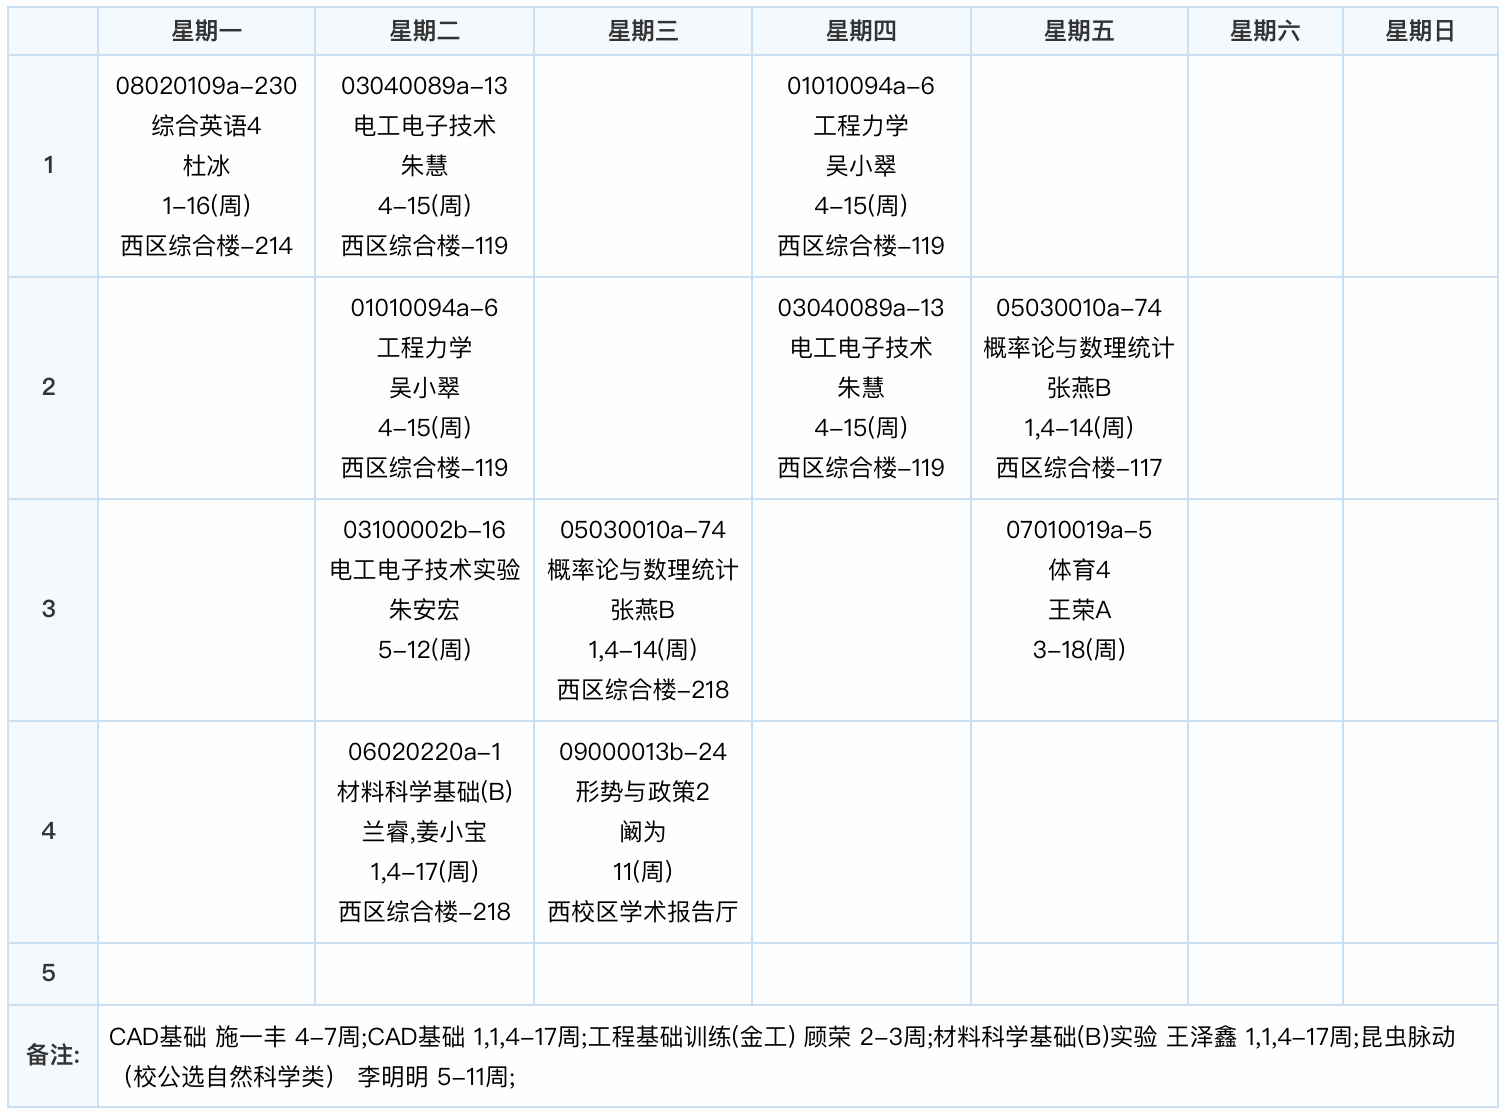 星期一 星期二 星期三 星期四 星期五 星期六 星期日
1
08020109a-230
综合英语4
杜冰
1-16(周)
西区综合楼-214
03040089a-13
电工电子技术
朱慧
4-15(周)
西区综合楼-119
01010094a-6
工程力学
吴小翠
4-15(周)
西区综合楼-119
2
01010094a-6
工程力学
吴小翠
4-15(周)
西区综合楼-119
03040089a-13
电工电子技术
朱慧
4-15(周)
西区综合楼-119
05030010a-74
概率论与数理统计
张燕B
1,4-14(周)
西区综合楼-117
3
03100002b-16
电工电子技术实验
朱安宏
5-12(周)
05030010a-74
概率论与数理统计
张燕B
1,4-14(周)
西区综合楼-218
07010019a-5
体育4
王荣A
3-18(周)
4
06020220a-1
材料科学基础(B)
兰睿,姜小宝
1,4-17(周)
西区综合楼-218
09000013b-24
形势与政策2
阚为
11(周)
西校区学术报告厅
5
备注:
CAD基础 施一丰 4-7周;CAD基础 1,1,4-17周;工程基础训练(金工) 顾荣 2-3周;材料科学基础(B)实验 王泽鑫 1,1,4-17周;昆虫脉动
（校公选自然科学类） 李明明 5-11周;